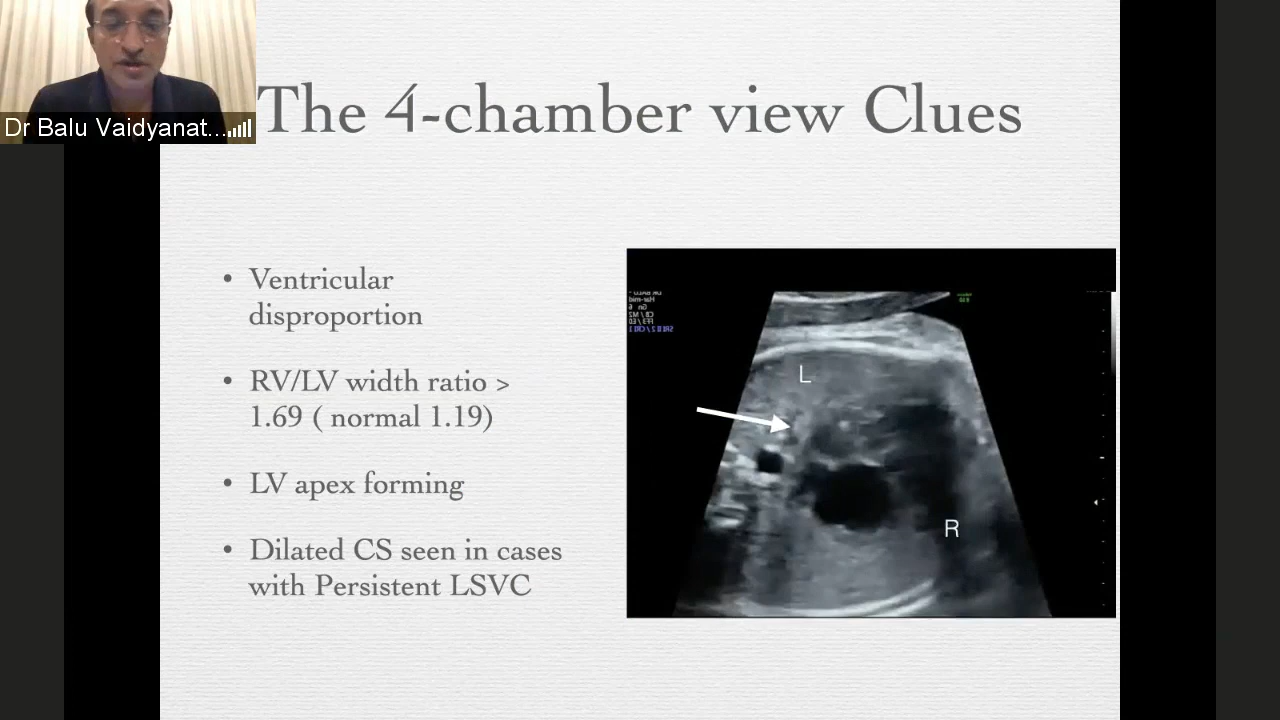 Dr Balu Vaidyanat...
The 4-chamber view Clues
• Ventricular
disproportion
• RV/LV width ratio >
1.69 ( normal 1.19)
• LV apex forming
• Dilated CS seen in cases
with Persistent LSVC
L
R